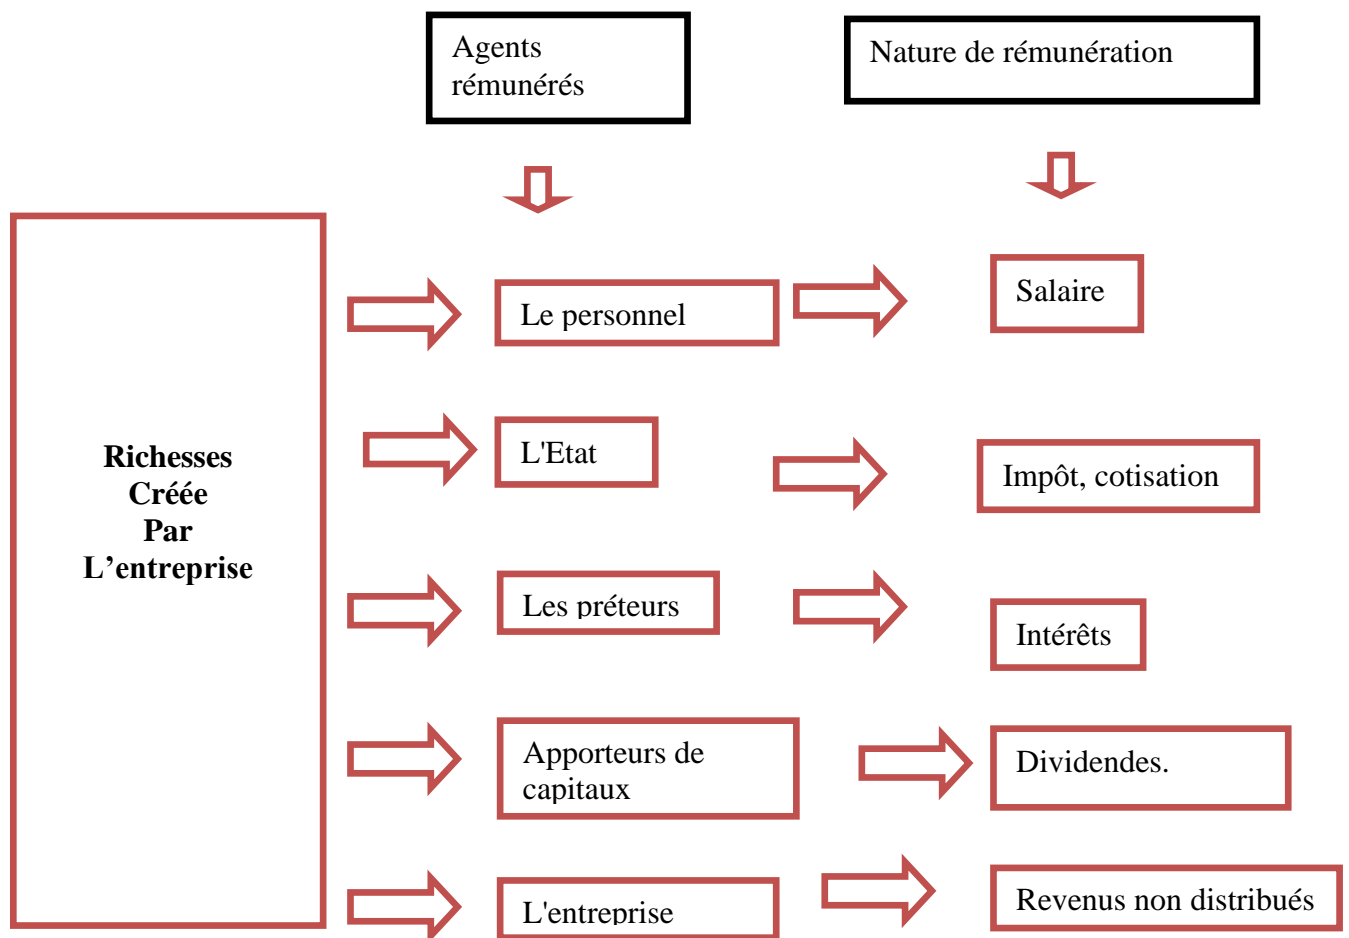 Agents
rémunérés
Nature de rémunération
Richesses
Créée
Par
L’entreprise
Le personnel
Salaire
L'Etat
Impôt, cotisation
Les préteurs
Intérêts
Apporteurs de
capitaux
Dividendes.
L'entreprise
Revenus non distribués